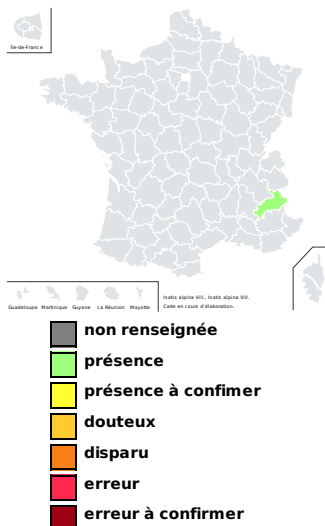 Île-de-France
Guadeloupe Martinique Guyane La Réunion Mayotte
Isatis alpina Vill., Isatis alpina Vill.
Carte en cours d'élaboration.
non renseignée
présence
présence à confimer
douteux
disparu
erreur
erreur à confirmer